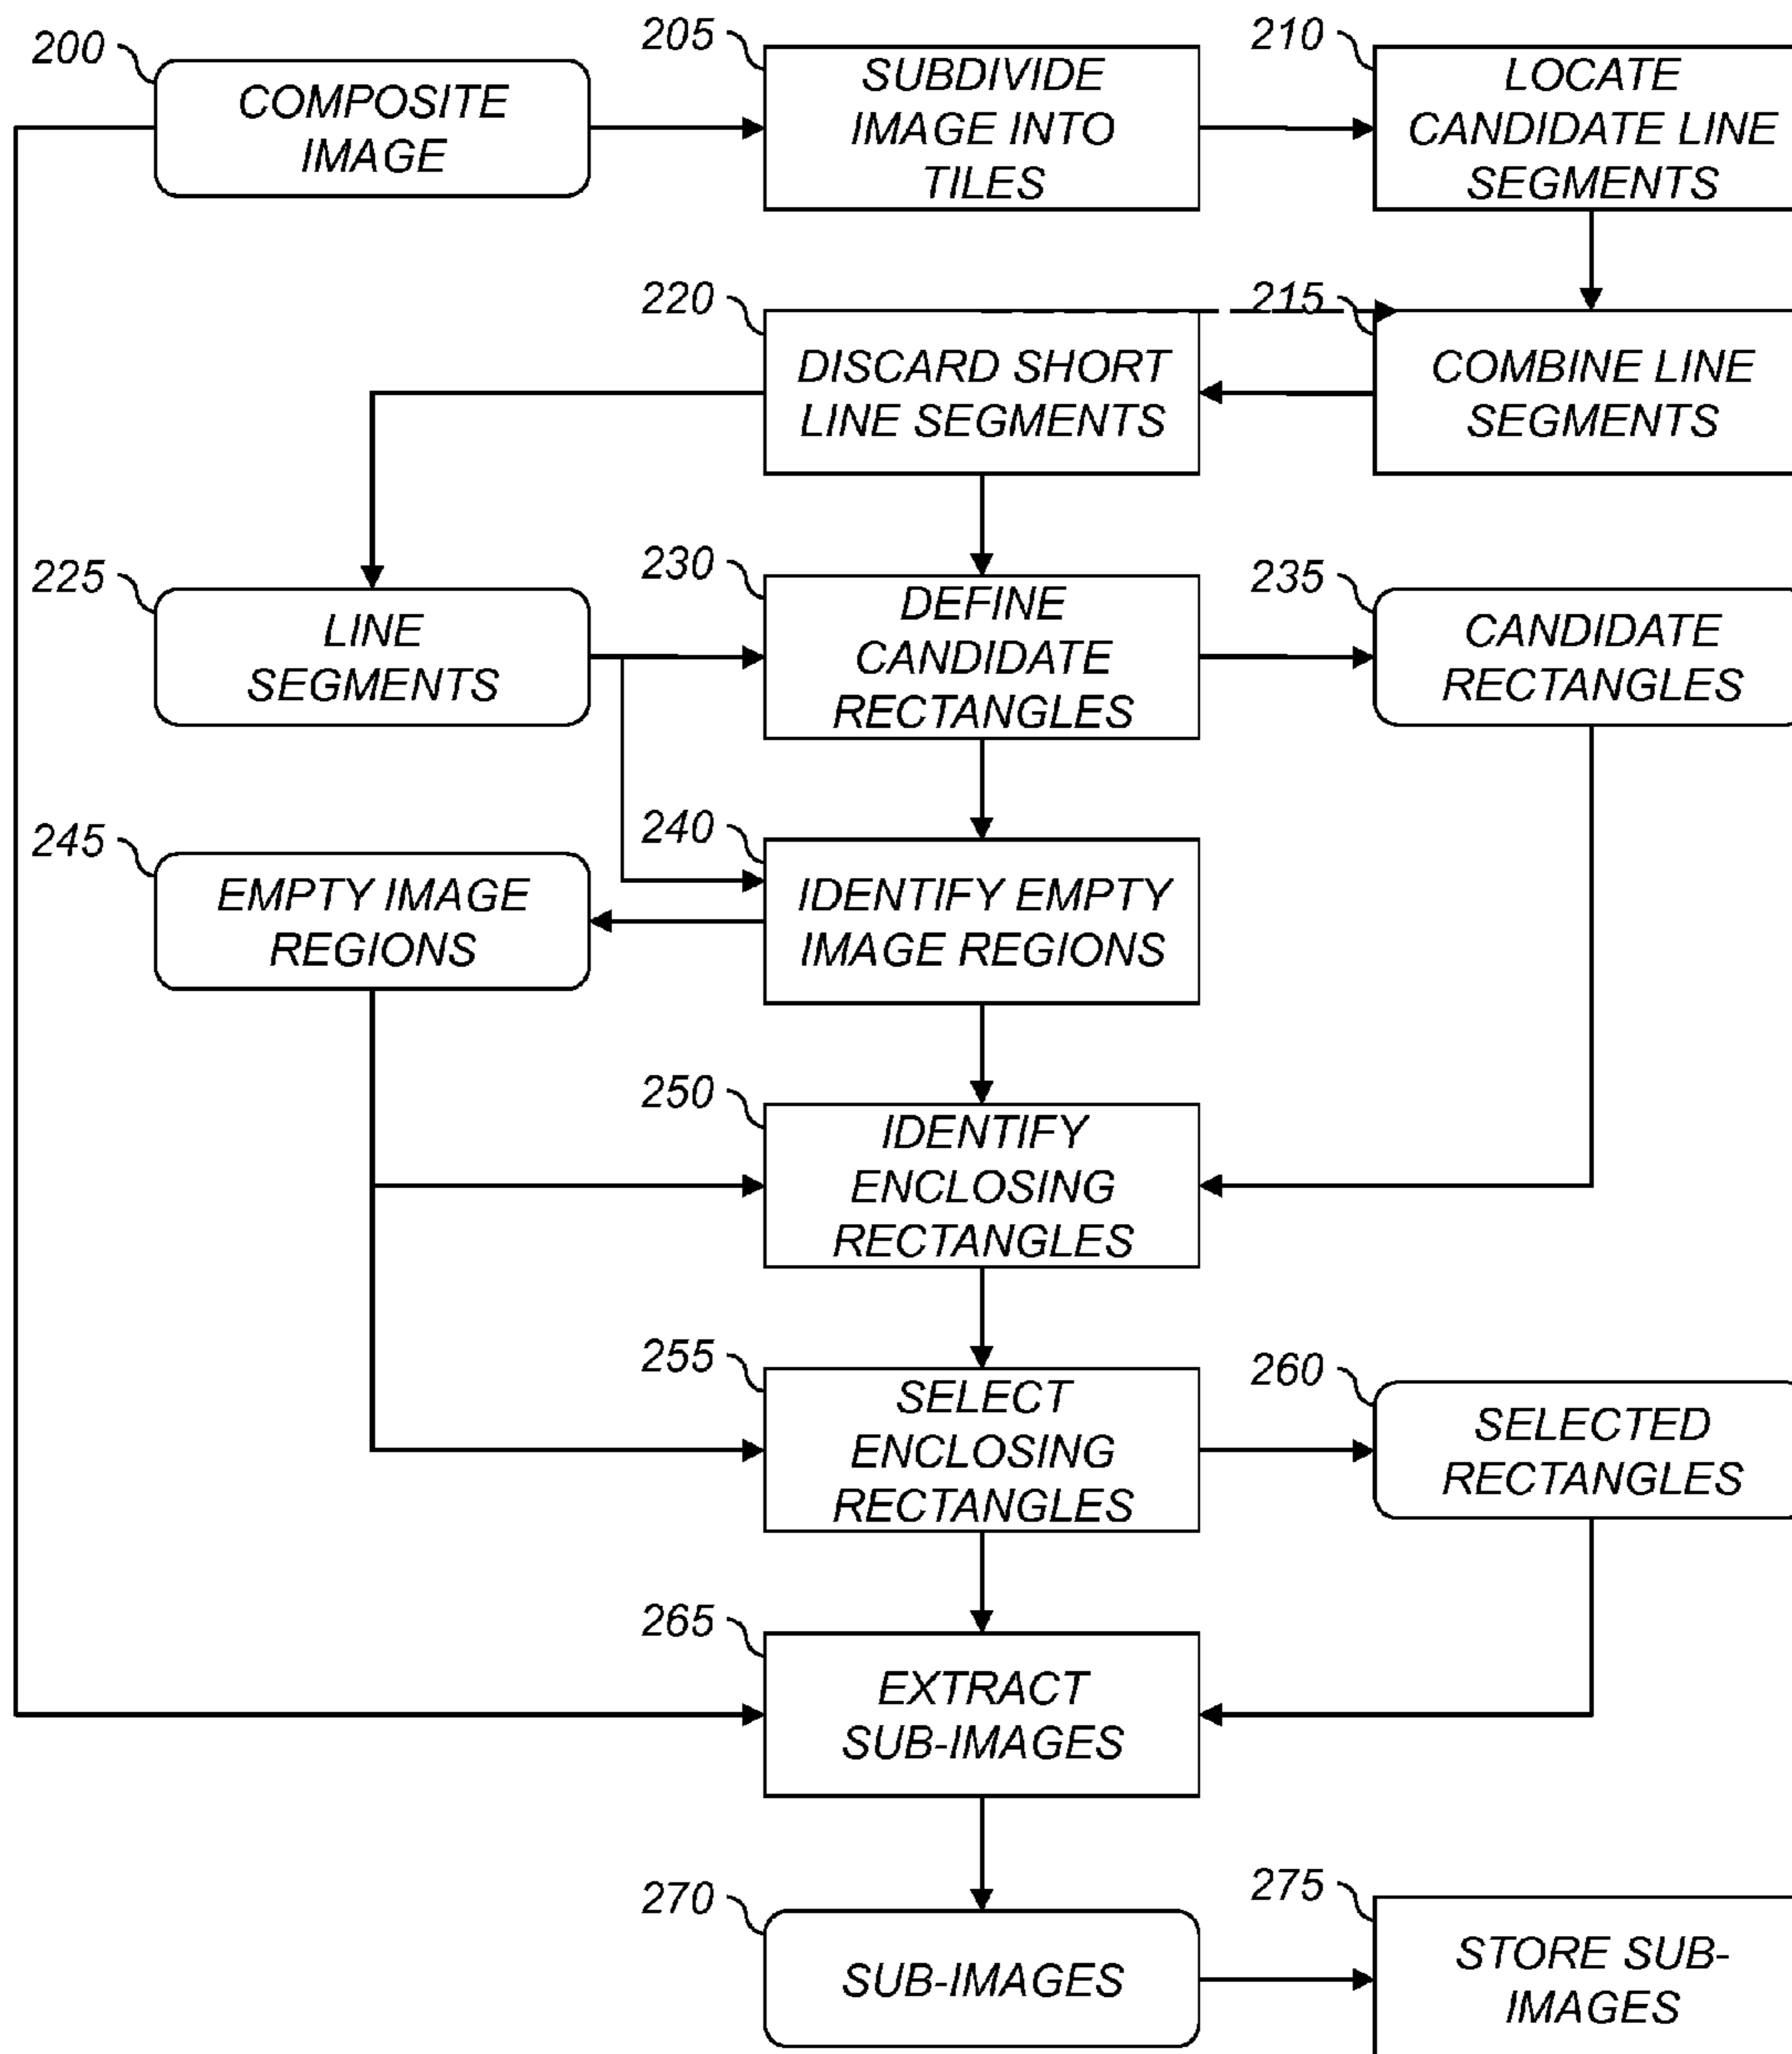 200
COMPOSITE
IMAGE
205
SUBDIVIDE
IMAGE INTO
TILES
210
LOCATE
CANDIDATE LINE
SEGMENTS
220
DISCARD SHORT
LINE SEGMENTS
215
COMBINE LINE
SEGMENTS
225
LINE
SEGMENTS
230
DEFINE
CANDIDATE
RECTANGLES
235
CANDIDATE
RECTANGLES
245
EMPTY IMAGE
REGIONS
240
IDENTIFY EMPTY
IMAGE REGIONS
250
IDENTIFY
ENCLOSING
RECTANGLES
255
SELECT
ENCLOSING
RECTANGLES
260
SELECTED
RECTANGLES
265
EXTRACT
SUB-IMAGES
270
SUB-IMAGES
275
STORE SUB-
IMAGES